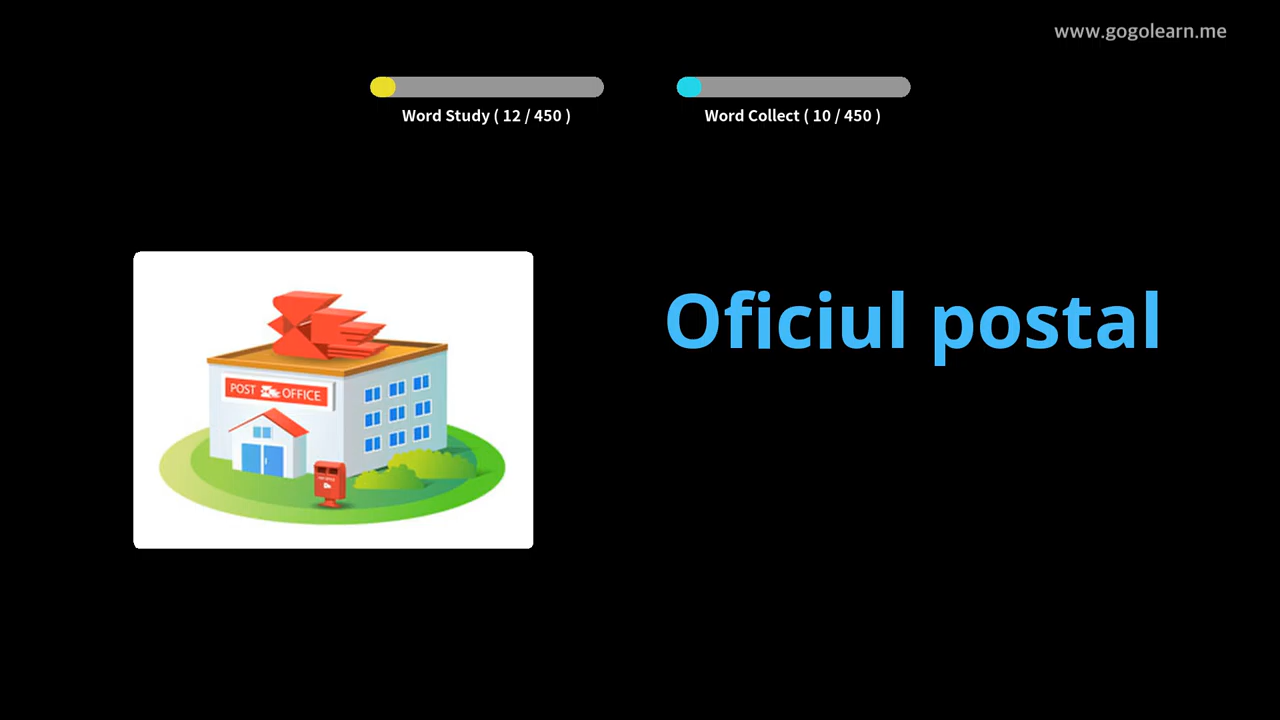 www.gogolearn.me
Word Study ( 12 / 450 )
Word Collect ( 10 / 450 )
Oficiul postal
POST OFFICE